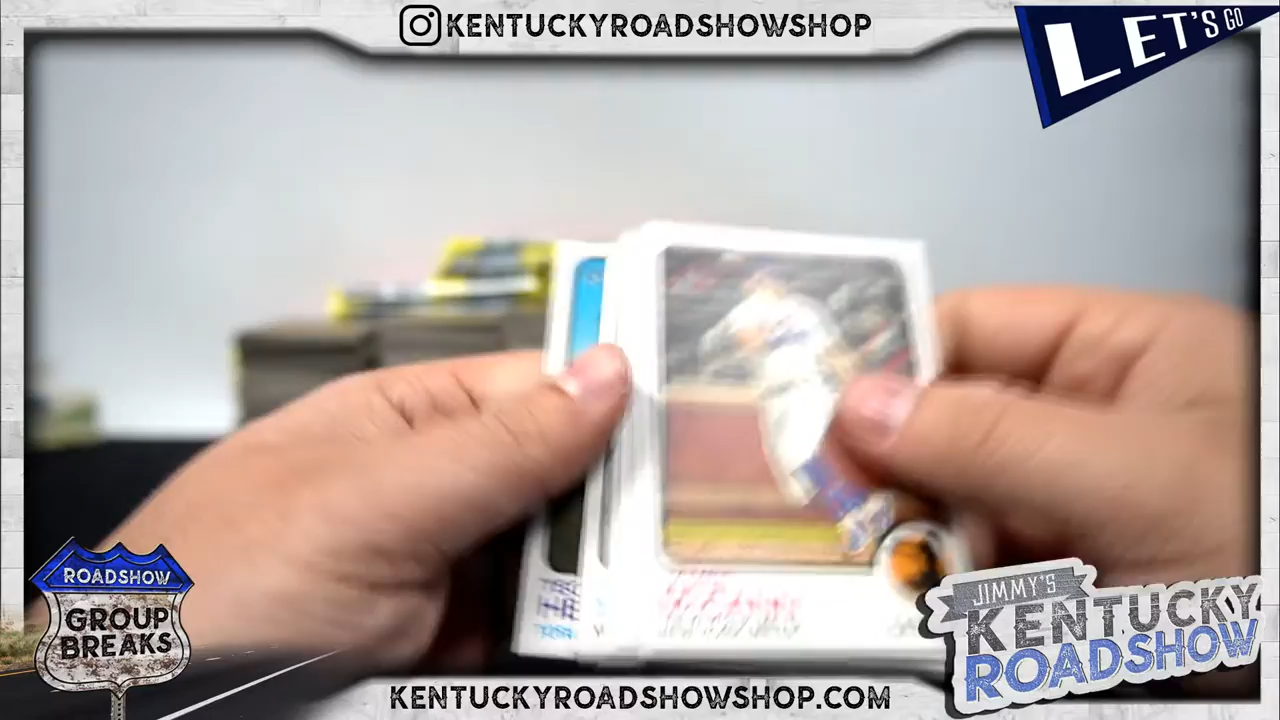 KENTUCKYROADSHOWSHOP
LET'S GO
ROADSHOW
GROUP
BREAKS
JIMMY'S
KENTUCKY
ROADSHOW
KENTUCKYROADSHOWSHOP.COM